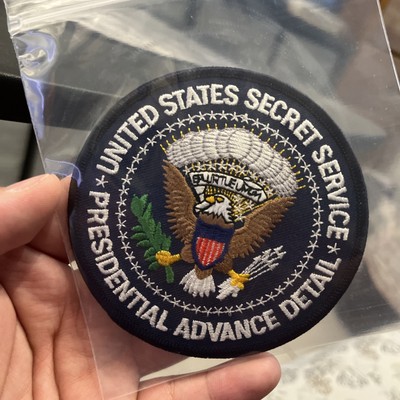 UNITED STATES SECRET SERVICE
PRESIDENTIAL ADVANCE DETAIL